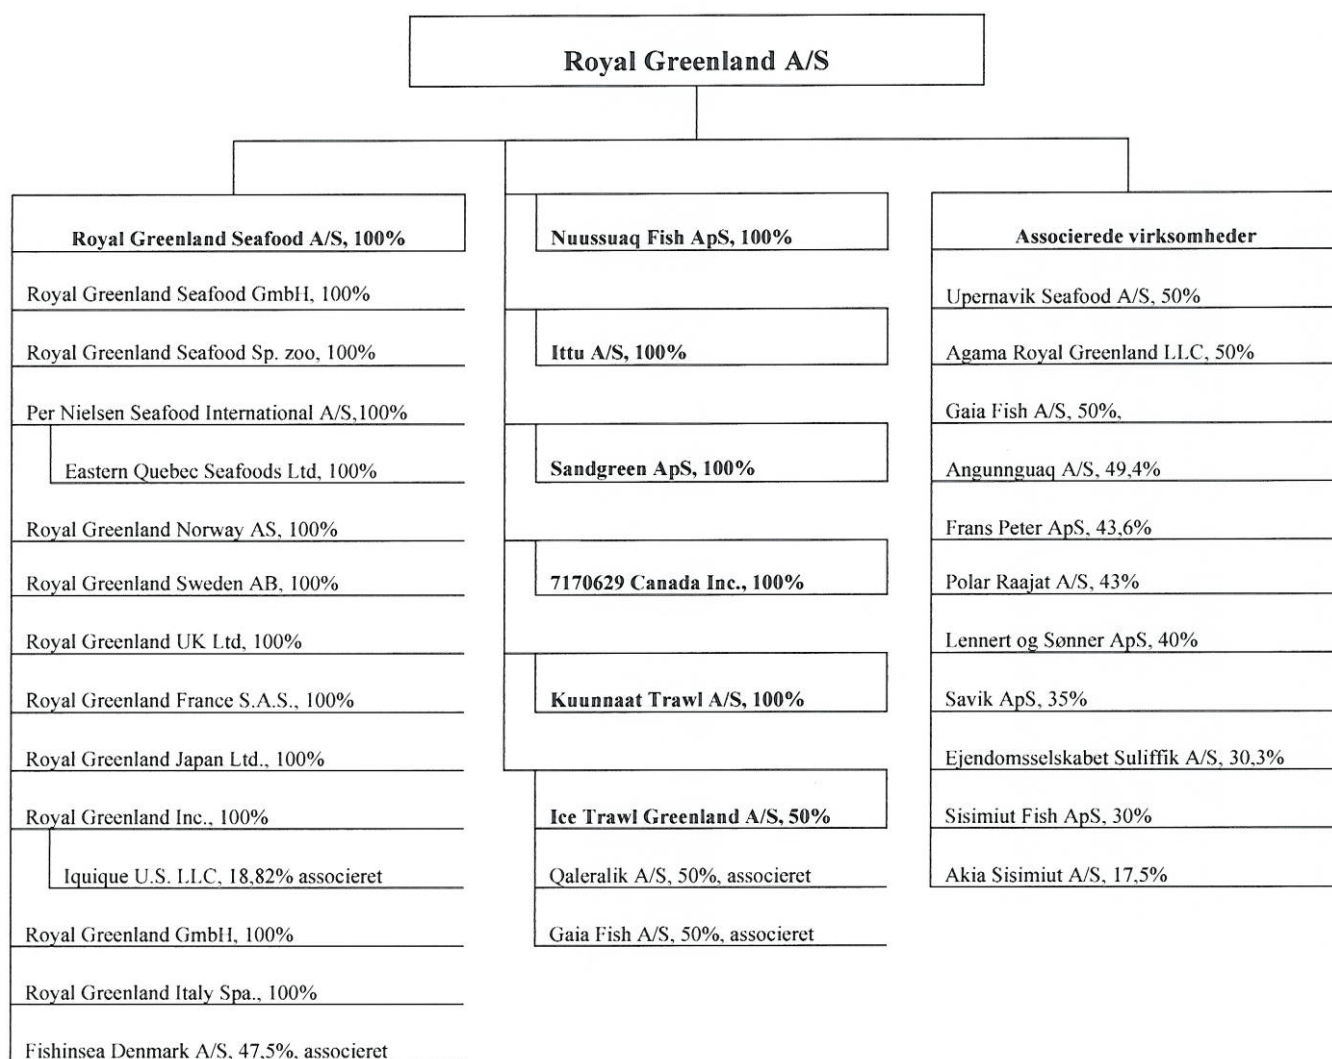 Royal Greenland A/S
Royal Greenland Seafood A/S, 100%
Royal Greenland Seafood GmbH, 100%
Royal Greenland Seafood Sp. zoo, 100%
Per Nielsen Seafood International A/S,100%
Eastern Quebec Seafoods Ltd, 100%
Royal Greenland Norway AS, 100%
Royal Greenland Sweden AB, 100%
Royal Greenland UK Ltd, 100%
Royal Greenland France S.A.S., 100%
Royal Greenland Japan Ltd., 100%
Royal Greenland Inc., 100%
Iquique U.S. LLC, 18,82% associeret
Royal Greenland GmbH, 100%
Royal Greenland Italy Spa., 100%
Fishinsea Denmark A/S, 47,5%, associeret
Nuussuaq Fish ApS, 100%
Ittu A/S, 100%
Sandgreen ApS, 100%
7170629 Canada Inc., 100%
Kuunnaat Trawl A/S, 100%
Ice Trawl Greenland A/S, 50%
Qaleralik A/S, 50%, associeret
Gaia Fish A/S, 50%, associeret
Associerede virksomheder
Upernavik Seafood A/S, 50%
Agama Royal Greenland LLC, 50%
Gaia Fish A/S, 50%,
Angunnguaq A/S, 49,4%
Frans Peter ApS, 43,6%
Polar Raajat A/S, 43%
Lennert og Sønner ApS, 40%
Savik ApS, 35%
Ejendomsselskabet Suliffik A/S, 30,3%
Sisimiut Fish ApS, 30%
Akia Sisimiut A/S, 17,5%